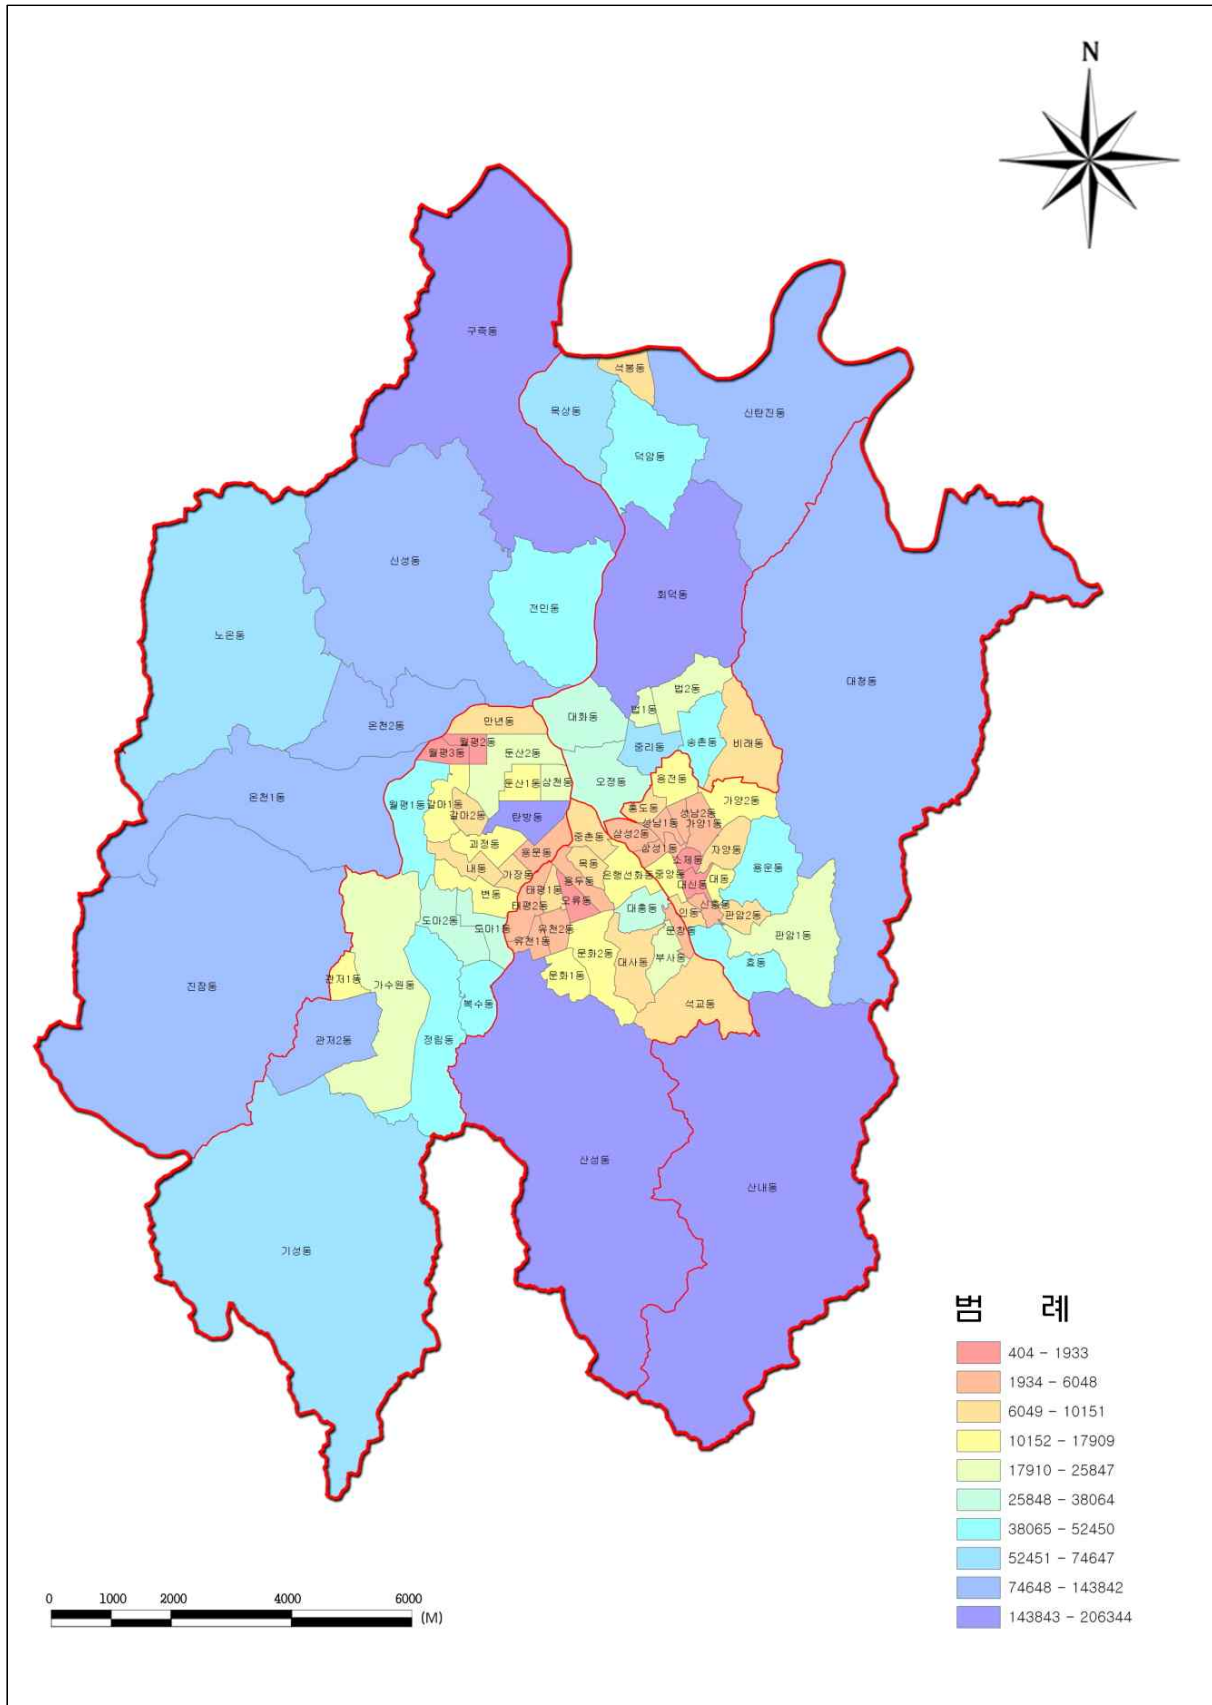 N
구즉동
석봉동
목상동
신탄진동
덕암동
신성동
회덕동
전민동
노은동
대청동
법2동
법1동
대화동
온천2동
만년동
월평2동
월평3동
둔산2동
중리동
송촌동
비래동
둔산1동
삼천동
오정동
용전동
온천1동
월평1동
갈마1동
갈마2동
탄방동
홍도동
가양2동
성남2동
성남1동
가양1동
중촌동
삼성2동
삼성1동
괴정동
용문동
자양동
내동
가장동
목동
소제동
용운동
은행선화동
중앙동
대동
대신동
변동
태평1동
용두동
태평2동
오류동
대흥동
신흥동
인동
판암2동
도마2동
도마1동
유천2동
유천1동
문창동
판암1동
문화2동
대사동
부사동
효동
문화1동
관저1동
가수원동
진잠동
복수동
석교동
관저2동
정림동
산성동
산내동
기성동
범 례
404 - 1933
1934 - 6048
6049 - 10151
10152 - 17909
17910 - 25847
25848 - 38064
38065 - 52450
52451 - 74647
74648 - 143842
143843 - 206344
0 1000 2000 4000 6000
(M)